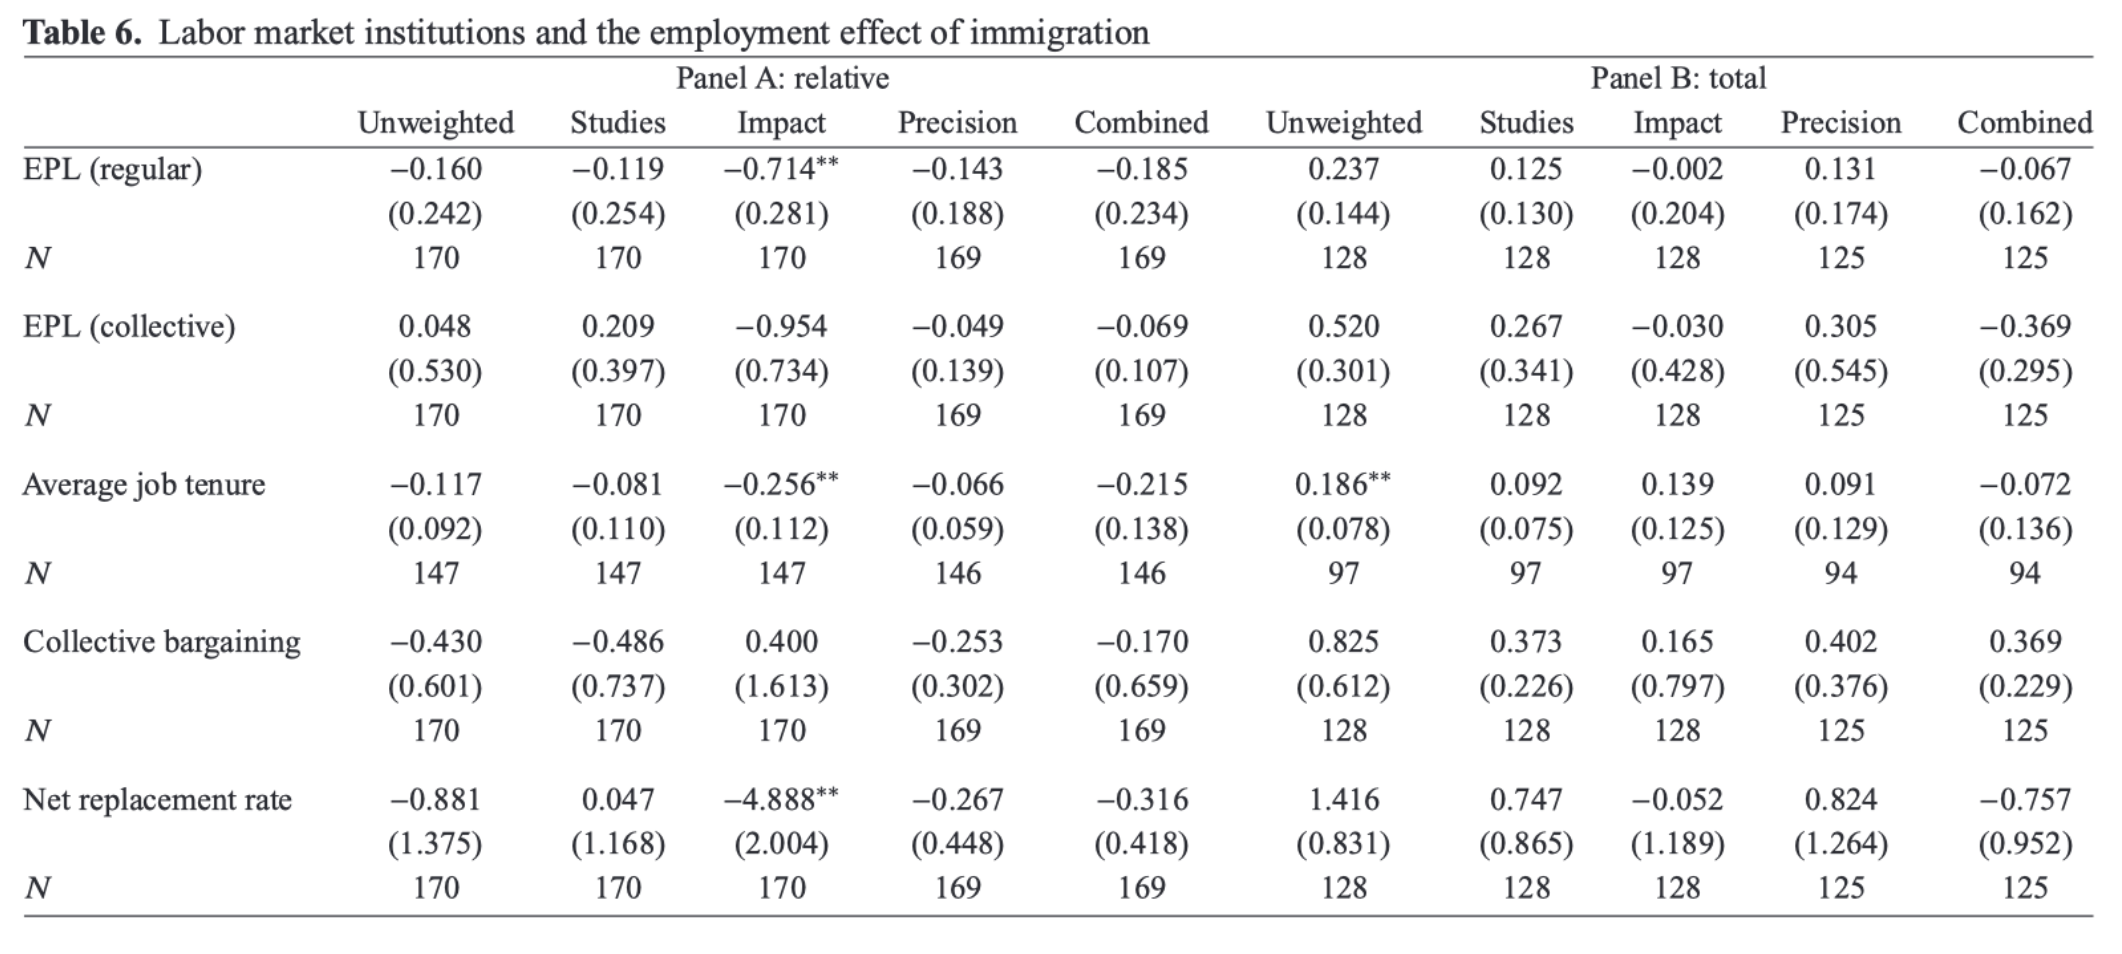 Table 6. Labor market institutions and the employment effect of immigration
Panel A: relative Panel B: total
Unweighted Studies Impact Precision Combined Unweighted Studies Impact Precision Combined
EPL (regular) −0.160 −0.119 −0.714** −0.143 −0.185 0.237 0.125 −0.002 0.131 −0.067
(0.242) (0.254) (0.281) (0.188) (0.234) (0.144) (0.130) (0.204) (0.174) (0.162)
N 170 170 170 169 169 128 128 128 125 125
EPL (collective) 0.048 0.209 −0.954 −0.049 −0.069 0.520 0.267 −0.030 0.305 −0.369
(0.530) (0.397) (0.734) (0.139) (0.107) (0.301) (0.341) (0.428) (0.545) (0.295)
N 170 170 170 169 169 128 128 128 125 125
Average job tenure −0.117 −0.081 −0.256** −0.066 −0.215 0.186** 0.092 0.139 0.091 −0.072
(0.092) (0.110) (0.112) (0.059) (0.138) (0.078) (0.075) (0.125) (0.129) (0.136)
N 147 147 147 146 146 97 97 97 94 94
Collective bargaining −0.430 −0.486 0.400 −0.253 −0.170 0.825 0.373 0.165 0.402 0.369
(0.601) (0.737) (1.613) (0.302) (0.659) (0.612) (0.226) (0.797) (0.376) (0.229)
N 170 170 170 169 169 128 128 128 125 125
Net replacement rate −0.881 0.047 −4.888** −0.267 −0.316 1.416 0.747 −0.052 0.824 −0.757
(1.375) (1.168) (2.004) (0.448) (0.418) (0.831) (0.865) (1.189) (1.264) (0.952)
N 170 170 170 169 169 128 128 128 125 125